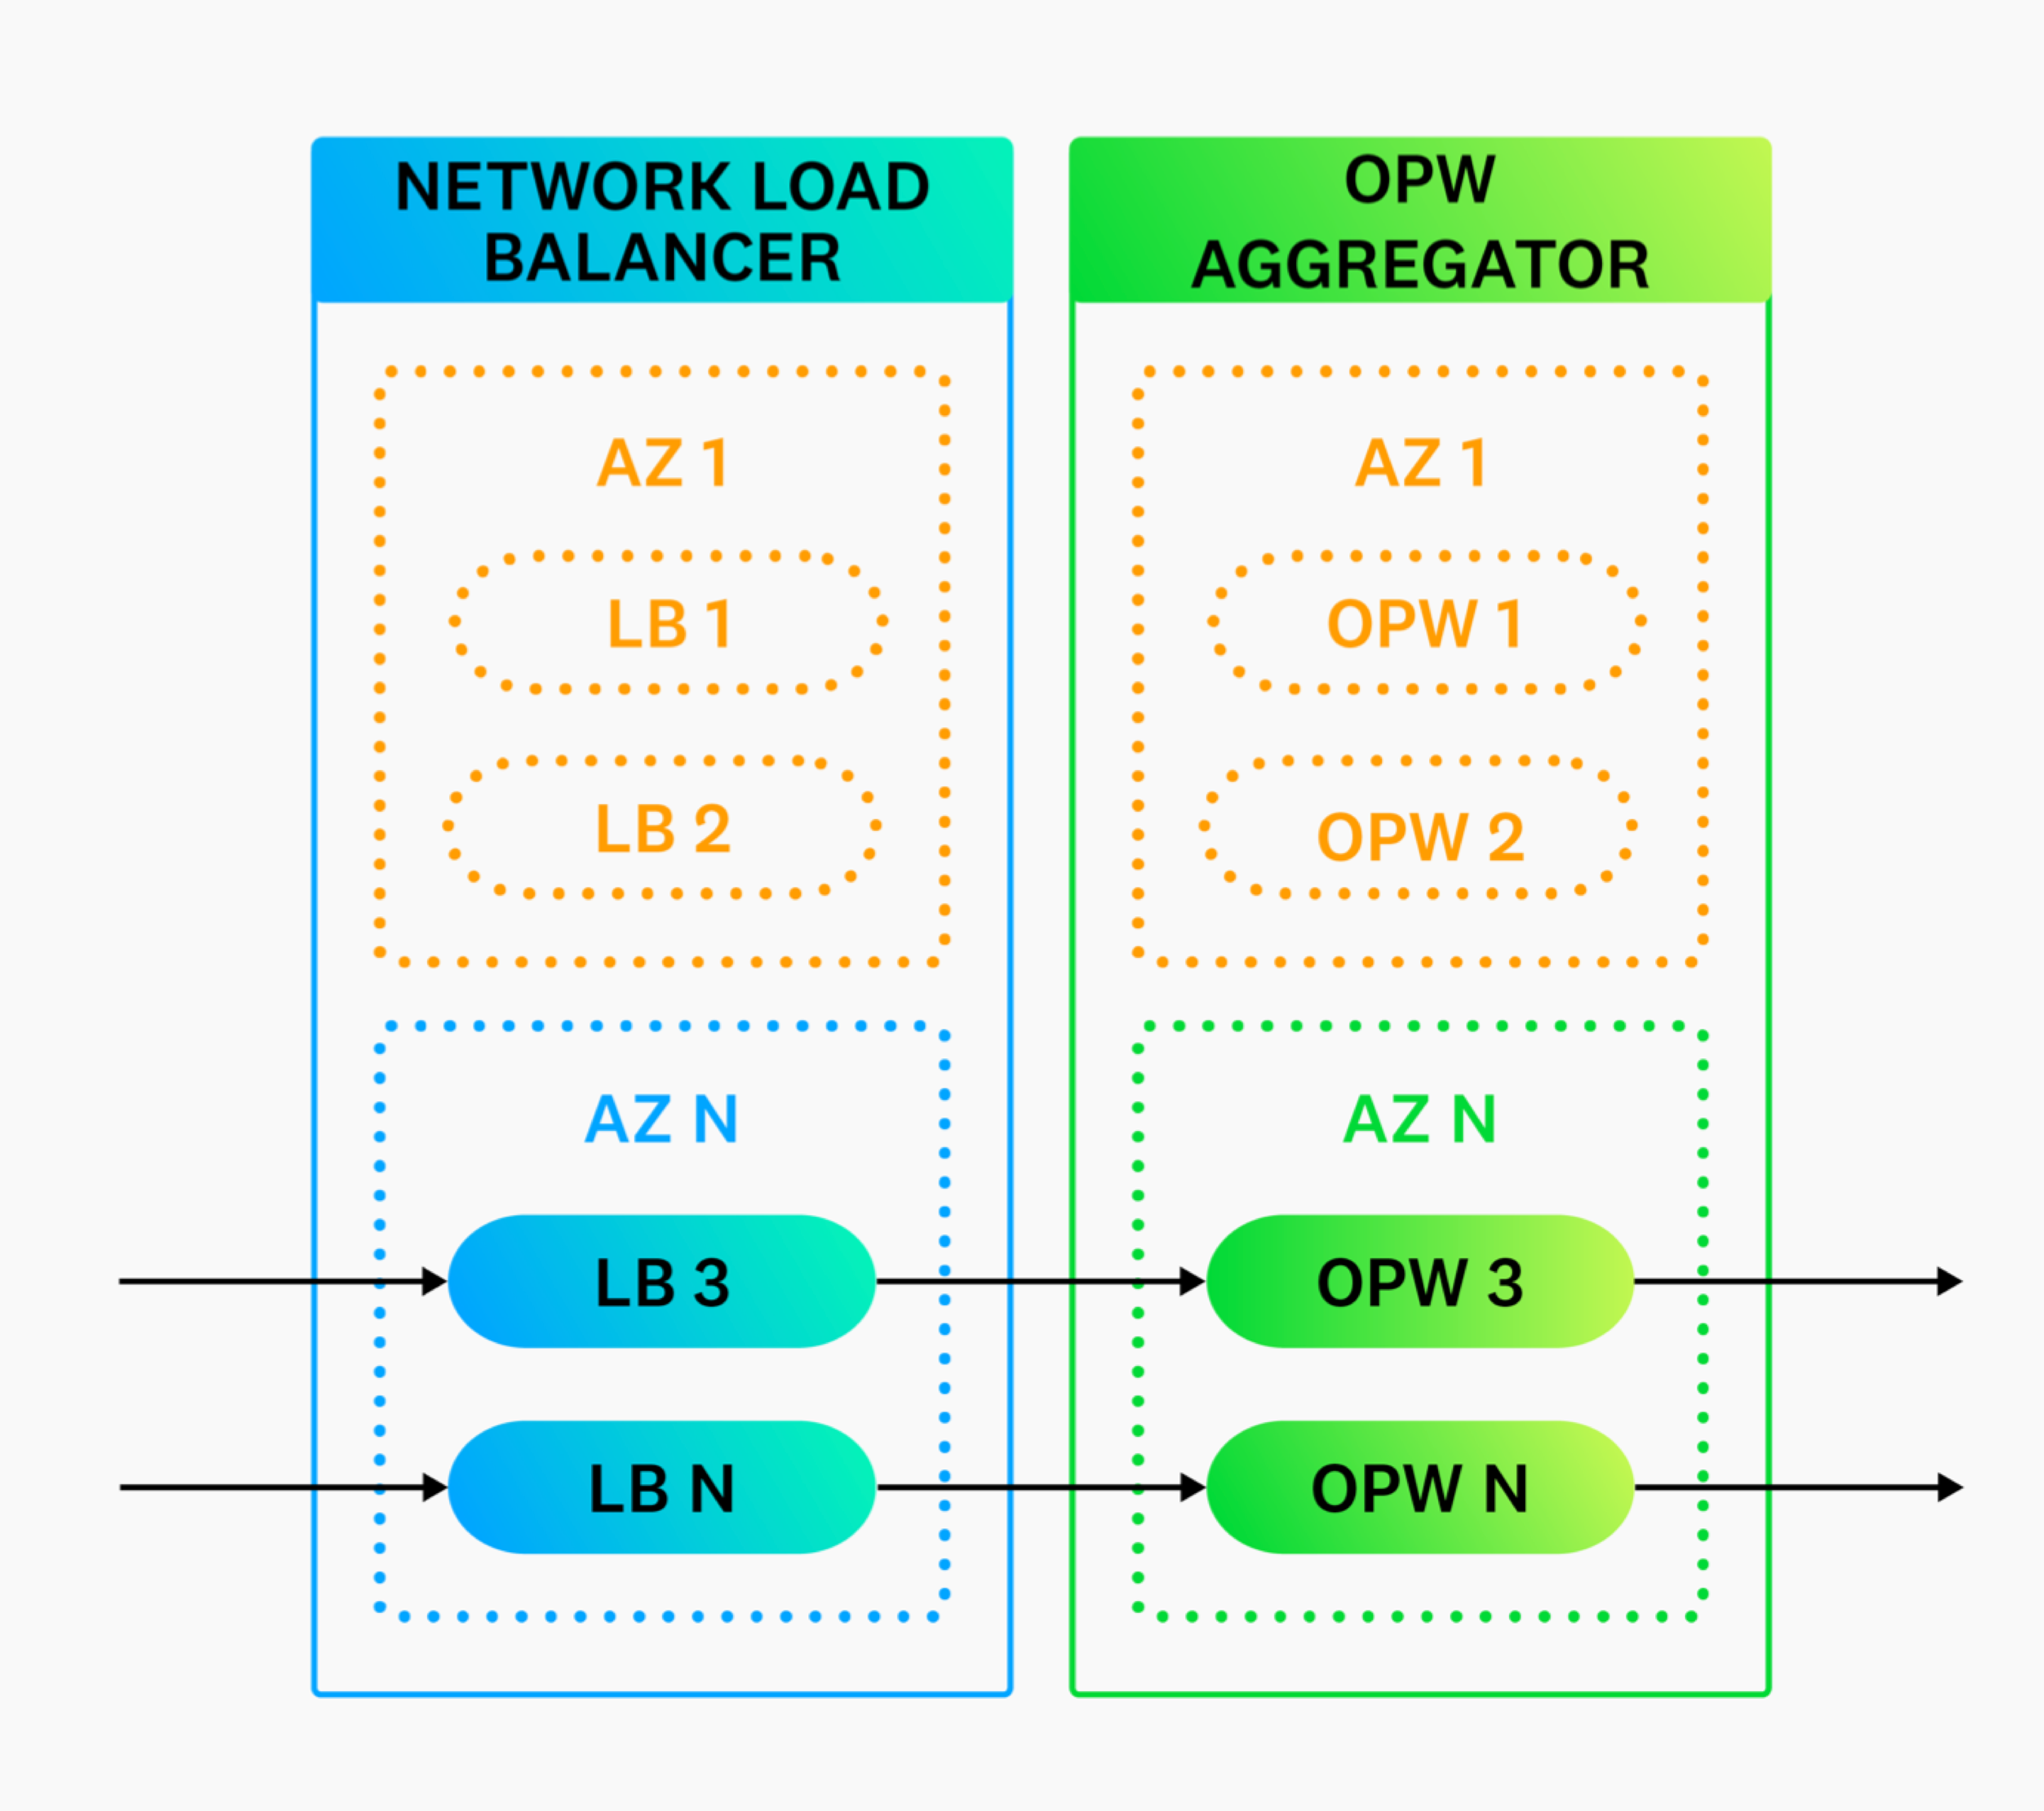 NETWORK LOAD
BALANCER
AZ 1
LB 1
LB 2
AZ N
LB 3
LB N
OPW
AGGREGATOR
AZ 1
OPW 1
OPW 2
AZ N
OPW 3
OPW N